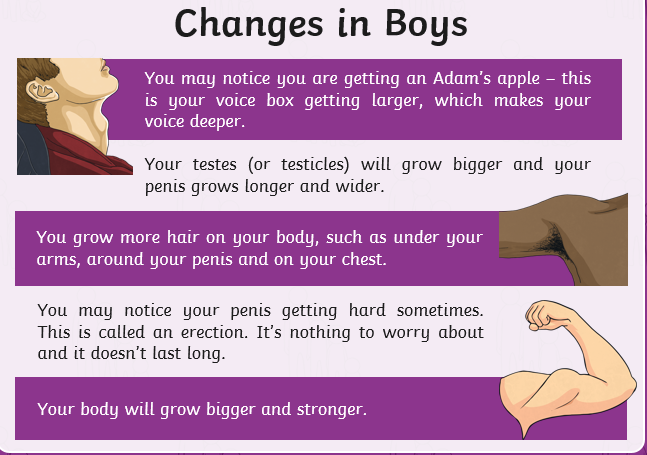 Changes in Boys
You may notice you are getting an Adam's apple – this
is your voice box getting larger, which makes your
voice deeper.
Your testes (or testicles) will grow bigger and your
penis grows longer and wider.
You grow more hair on your body, such as under your
arms, around your penis and on your chest.
You may notice your penis getting hard sometimes.
This is called an erection. It's nothing to worry about
and it doesn't last long.
Your body will grow bigger and stronger.